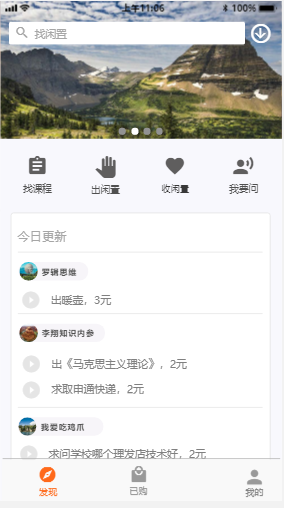 上午11:06
100%
找闲置
找课程 出闲置 收闲置 我要问
今日更新
罗辑思维
出暖壶，3元
李翔知识内参
出《马克思主义理论》，2元
求取申通快递，2元
我爱吃鸡爪
求问学校哪个理发店技术好，2元
发现 已购 我的